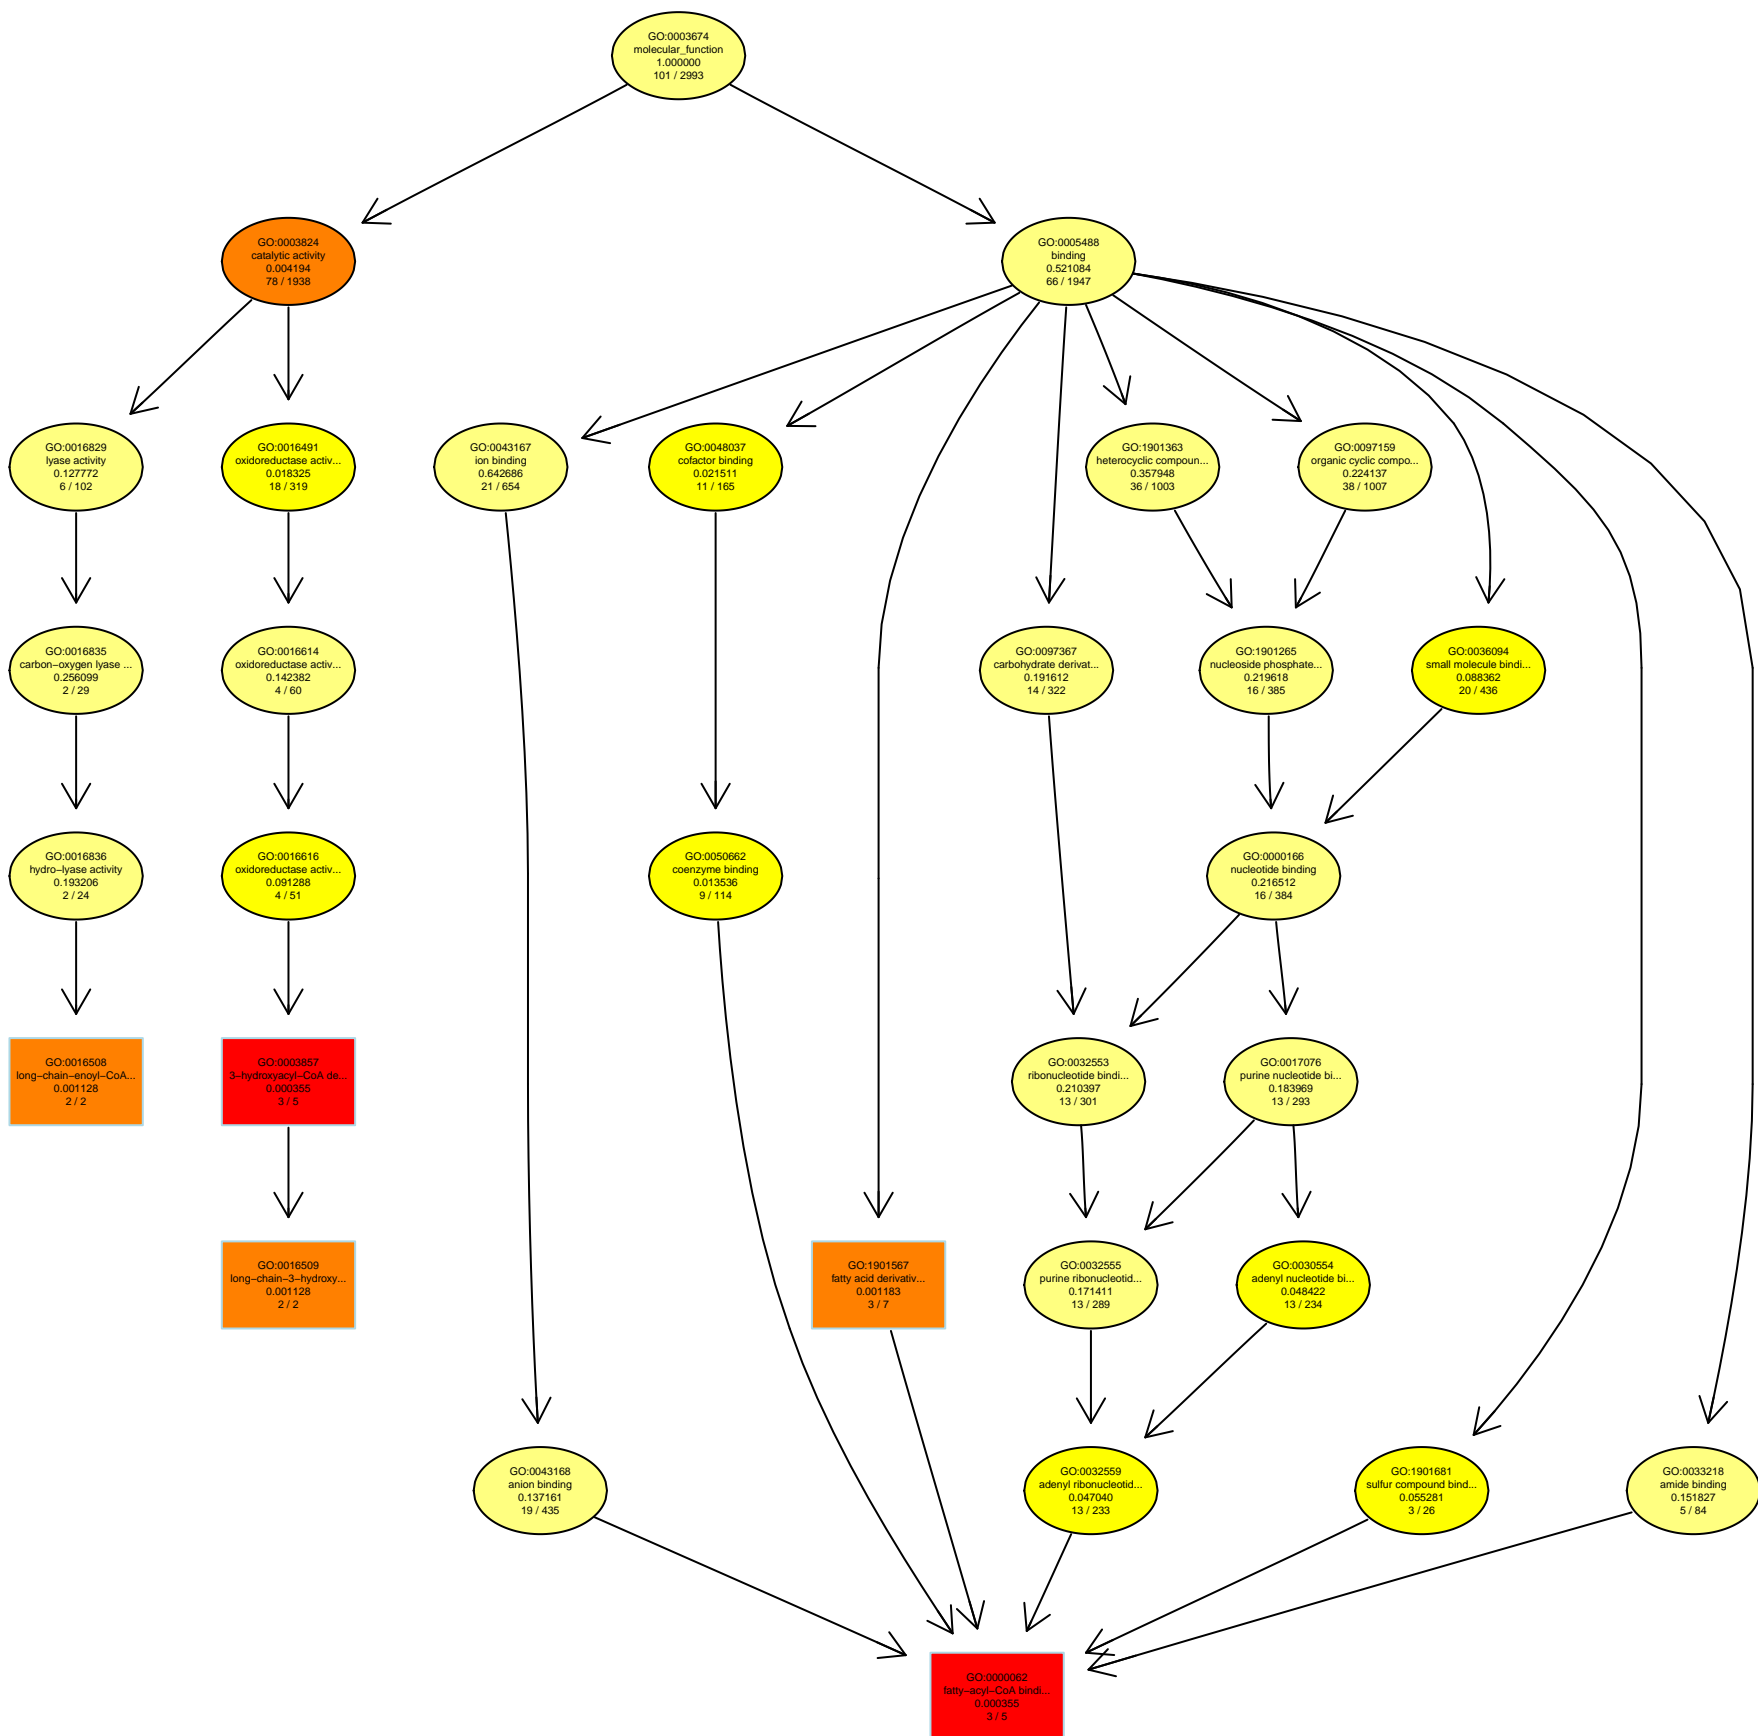 GO:0003674
molecular_function
1.000000
101 / 2993
GO:0003824
catalytic activity
0.004194
78 / 1938
GO:0005488
binding
0.521084
66 / 1947
GO:0016829
lyase activity
0.127772
6 / 102
GO:0016491
oxidoreductase activ...
0.018325
18 / 319
GO:0043167
ion binding
0.642686
21 / 654
GO:0048037
cofactor binding
0.021511
11 / 165
GO:1901363
heterocyclic compoun...
0.357948
36 / 1003
GO:0097159
organic cyclic compo...
0.224137
38 / 1007
GO:0016835
carbon−oxygen lyase ...
0.256099
2 / 29
GO:0016614
oxidoreductase activ...
0.142382
4 / 60
GO:0097367
carbohydrate derivat...
0.191612
14 / 322
GO:1901265
nucleoside phosphate...
0.219618
16 / 385
GO:0036094
small molecule bindi...
0.088362
20 / 436
GO:0016836
hydro−lyase activity
0.193206
2 / 24
GO:0016616
oxidoreductase activ...
0.091288
4 / 51
GO:0050662
coenzyme binding
0.013536
9 / 114
GO:0000166
nucleotide binding
0.216512
16 / 384
GO:0016508
long−chain−enoyl−CoA...
0.001128
2 / 2
GO:0003857
3−hydroxyacyl−CoA de...
0.000355
3 / 5
GO:0032553
ribonucleotide bindi...
0.210397
13 / 301
GO:0017076
purine nucleotide bi...
0.183969
13 / 293
GO:0016509
long−chain−3−hydroxy...
0.001128
2 / 2
GO:1901567
fatty acid derivativ...
0.001183
3 / 7
GO:0032555
purine ribonucleotid...
0.171411
13 / 289
GO:0030554
adenyl nucleotide bi...
0.048422
13 / 234
GO:0043168
anion binding
0.137161
19 / 435
GO:0032559
adenyl ribonucleotid...
0.047040
13 / 233
GO:1901681
sulfur compound bind...
0.055281
3 / 26
GO:0033218
amide binding
0.151827
5 / 84
GO:0000062
fatty−acyl−CoA bindi...
0.000355
3 / 5